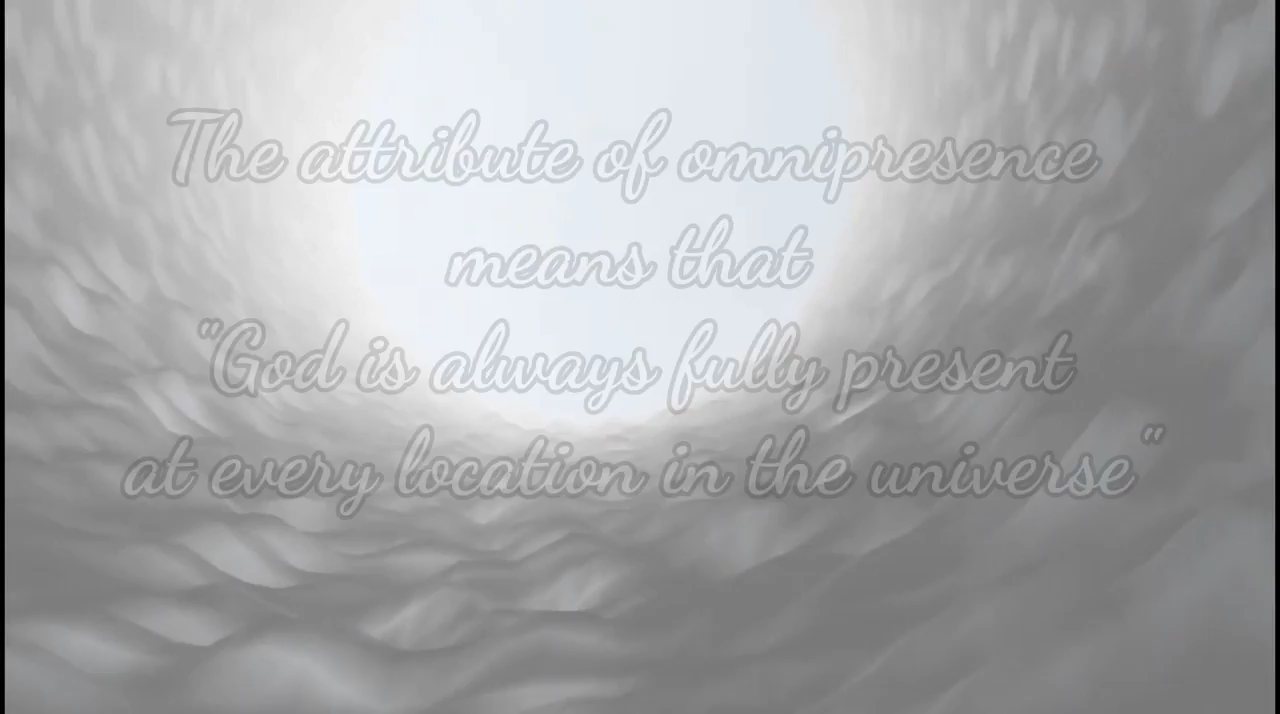 The attribute of omnipresence
means that
"God is always fully present
at every location in the universe"